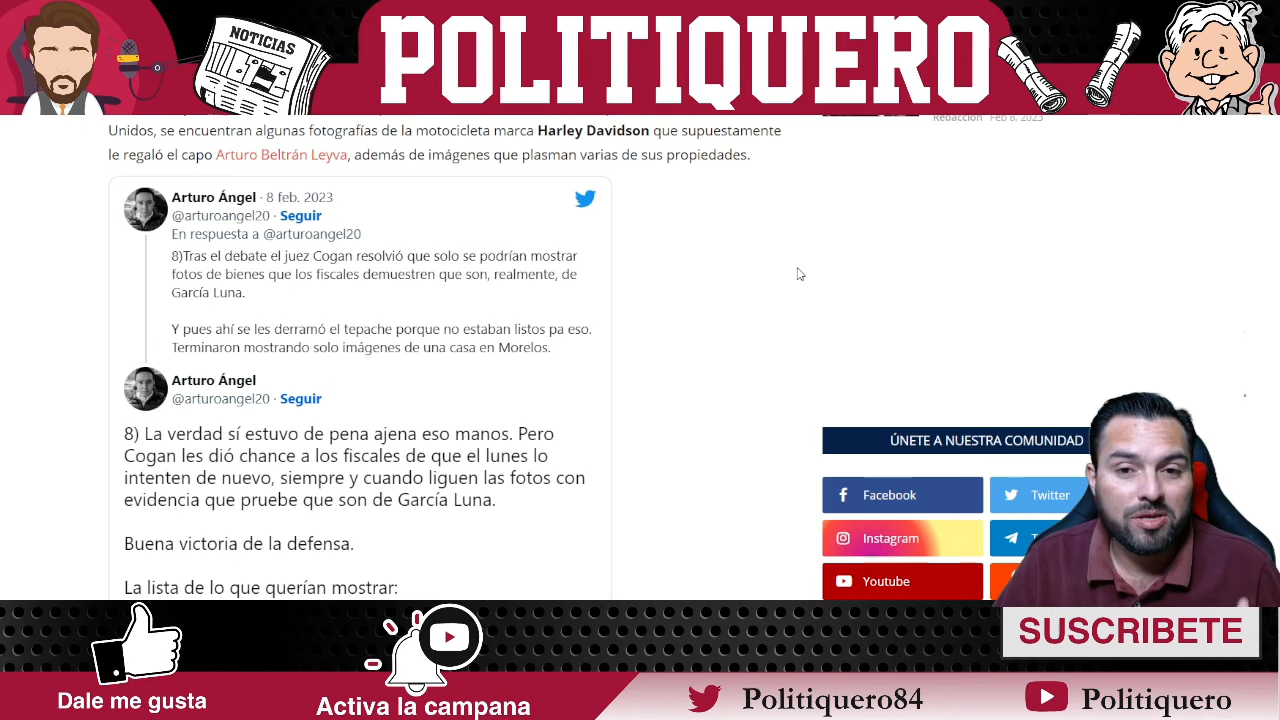 NOTICIAS
POLITIQUERO
Redacción Feb 8, 2023
Unidos, se encuentran algunas fotografías de la motocicleta marca Harley Davidson que supuestamente
le regaló el capo Arturo Beltrán Leyva, además de imágenes que plasman varias de sus propiedades.
Arturo Ángel · 8 feb. 2023
@arturoangel20 · Seguir
En respuesta a @arturoangel20
8)Tras el debate el juez Cogan resolvió que solo se podrían mostrar
fotos de bienes que los fiscales demuestren que son, realmente, de
García Luna.
Y pues ahí se les derramó el tepache porque no estaban listos pa eso.
Terminaron mostrando solo imágenes de una casa en Morelos.
Arturo Ángel
@arturoangel20 · Seguir
8) La verdad sí estuvo de pena ajena eso manos. Pero
Cogan les dió chance a los fiscales de que el lunes lo
intenten de nuevo, siempre y cuando liguen las fotos con
evidencia que pruebe que son de García Luna.
Buena victoria de la defensa.
La lista de lo que querían mostrar:
ÚNETE A NUESTRA COMUNIDAD
Facebook
Twitter
Instagram
Youtube
SUSCRIBETE
Dale me gusta
Activa la campana
Politiquero84
Politiquero